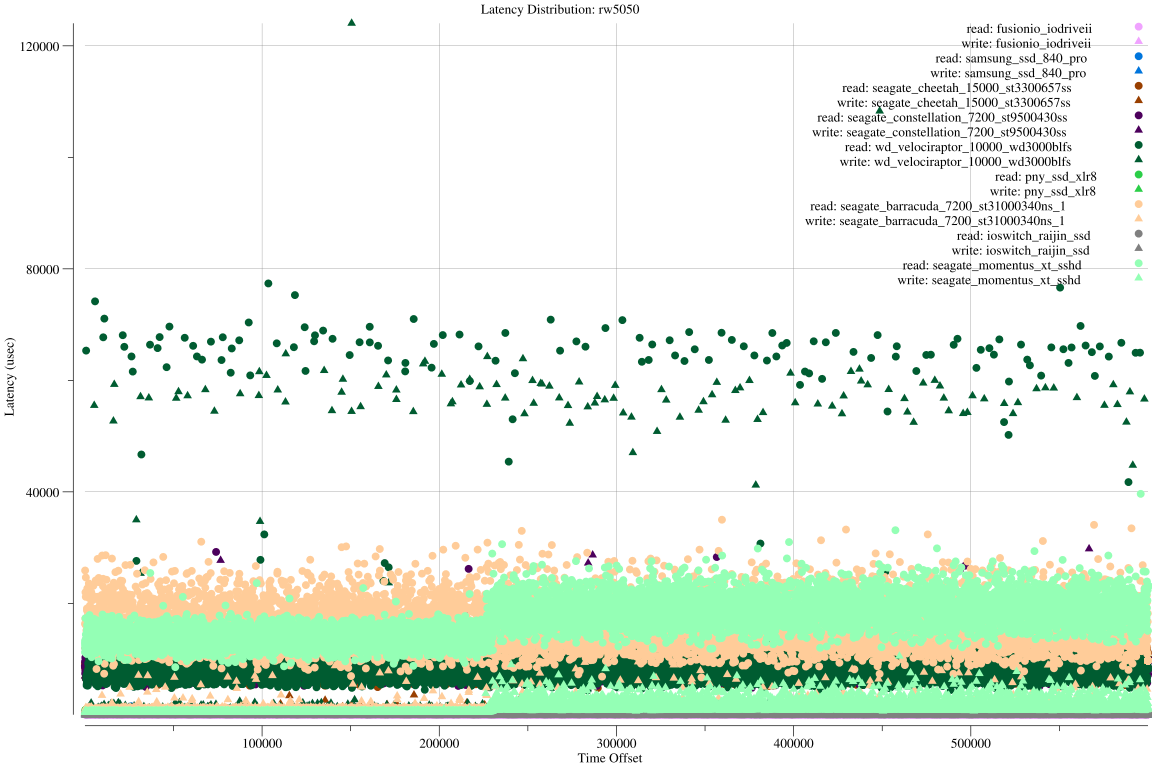 Latency Distribution: rw5050
120000
80000
40000
Latency (usec)
read: fusionio_iodriveii
write: fusionio_iodriveii
read: samsung_ssd_840_pro
write: samsung_ssd_840_pro
read: seagate_cheetah_15000_st3300657ss
write: seagate_cheetah_15000_st3300657ss
read: seagate_constellation_7200_st9500430ss
write: seagate_constellation_7200_st9500430ss
read: wd_velociraptor_10000_wd3000blfs
write: wd_velociraptor_10000_wd3000blfs
read: pny_ssd_xlr8
write: pny_ssd_xlr8
read: seagate_barracuda_7200_st31000340ns_1
write: seagate_barracuda_7200_st31000340ns_1
read: ioswitch_raijin_ssd
write: ioswitch_raijin_ssd
read: seagate_momentus_xt_sshd
write: seagate_momentus_xt_sshd
100000
200000
300000
400000
500000
Time Offset